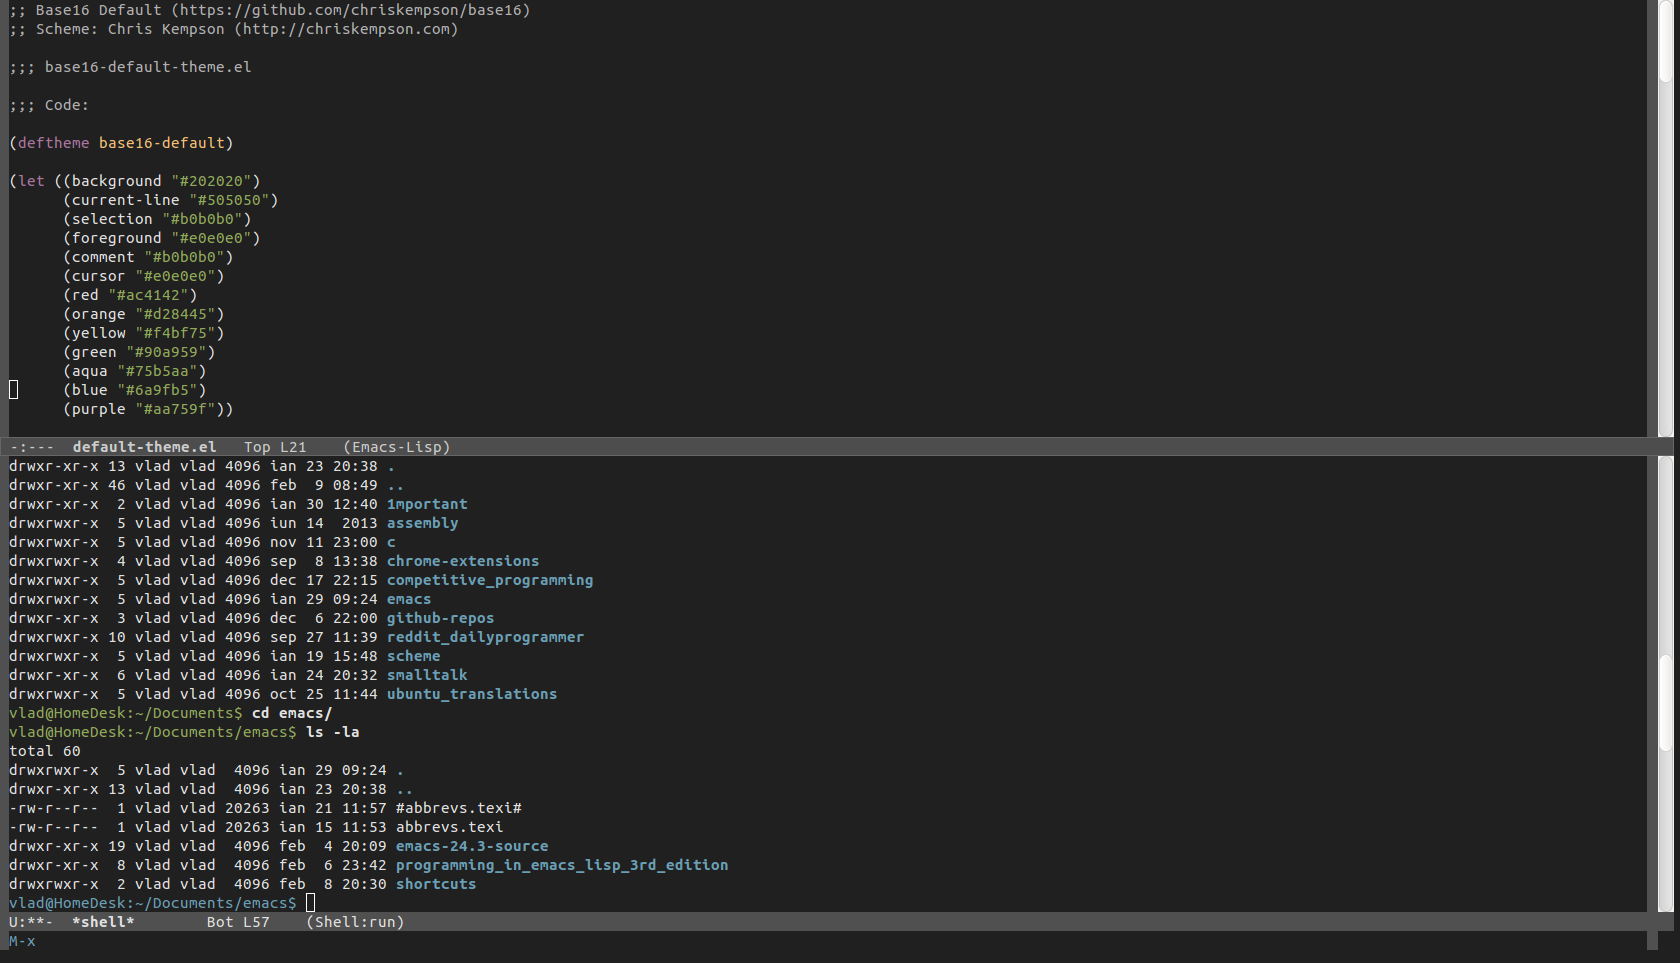 ;; Base16 Default (https://github.com/chriskempson/base16)
;; Scheme: Chris Kempson (http://chriskempson.com)
;;; base16-default-theme.el
;;; Code:
(deftheme base16-default)
(let ((background "#202020")
      (current-line "#505050")
      (selection "#b0b0b0")
      (foreground "#e0e0e0")
      (comment "#b0b0b0")
      (cursor "#e0e0e0")
      (red "#ac4142")
      (orange "#d28445")
      (yellow "#f4bf75")
      (green "#90a959")
      (aqua "#75b5aa")
      (blue "#6a9fb5")
      (purple "#aa759f"))
-:---  default-theme.el   Top L21    (Emacs-Lisp)
drwxr-xr-x 13 vlad vlad 4096 ian 23 20:38 .
drwxr-xr-x 46 vlad vlad 4096 feb  9 08:49 ..
drwxr-xr-x  2 vlad vlad 4096 ian 30 12:40 1mportant
drwxrwxr-x  5 vlad vlad 4096 iun 14  2013 assembly
drwxrwxr-x  5 vlad vlad 4096 nov 11 23:00 c
drwxrwxr-x  4 vlad vlad 4096 sep  8 13:38 chrome-extensions
drwxrwxr-x  5 vlad vlad 4096 dec 17 22:15 competitive_programming
drwxrwxr-x  5 vlad vlad 4096 ian 29 09:24 emacs
drwxrwxr-x  3 vlad vlad 4096 dec  6 22:00 github-repos
drwxrwxr-x 10 vlad vlad 4096 sep 27 11:39 reddit_dailyprogrammer
drwxrwxr-x  5 vlad vlad 4096 ian 19 15:48 scheme
drwxrwxr-x  6 vlad vlad 4096 ian 24 20:32 smalltalk
drwxrwxr-x  5 vlad vlad 4096 oct 25 11:44 ubuntu_translations
vlad@HomeDesk:~/Documents$ cd emacs/
vlad@HomeDesk:~/Documents/emacs$ ls -la
total 60
drwxrwxr-x  5 vlad vlad  4096 ian 29 09:24 .
drwxr-xr-x 13 vlad vlad  4096 ian 23 20:38 ..
-rw-r--r--  1 vlad vlad 20263 ian 21 11:57 #abbrevs.texi#
-rw-r--r--  1 vlad vlad 20263 ian 15 11:53 abbrevs.texi
drwxr-xr-x 19 vlad vlad  4096 feb  4 20:09 emacs-24.3-source
drwxr-xr-x  8 vlad vlad  4096 feb  6 23:42 programming_in_emacs_lisp_3rd_edition
drwxrwxr-x  2 vlad vlad  4096 feb  8 20:30 shortcuts
vlad@HomeDesk:~/Documents/emacs$
U:**-  *shell*        Bot L57    (Shell:run)
M-x